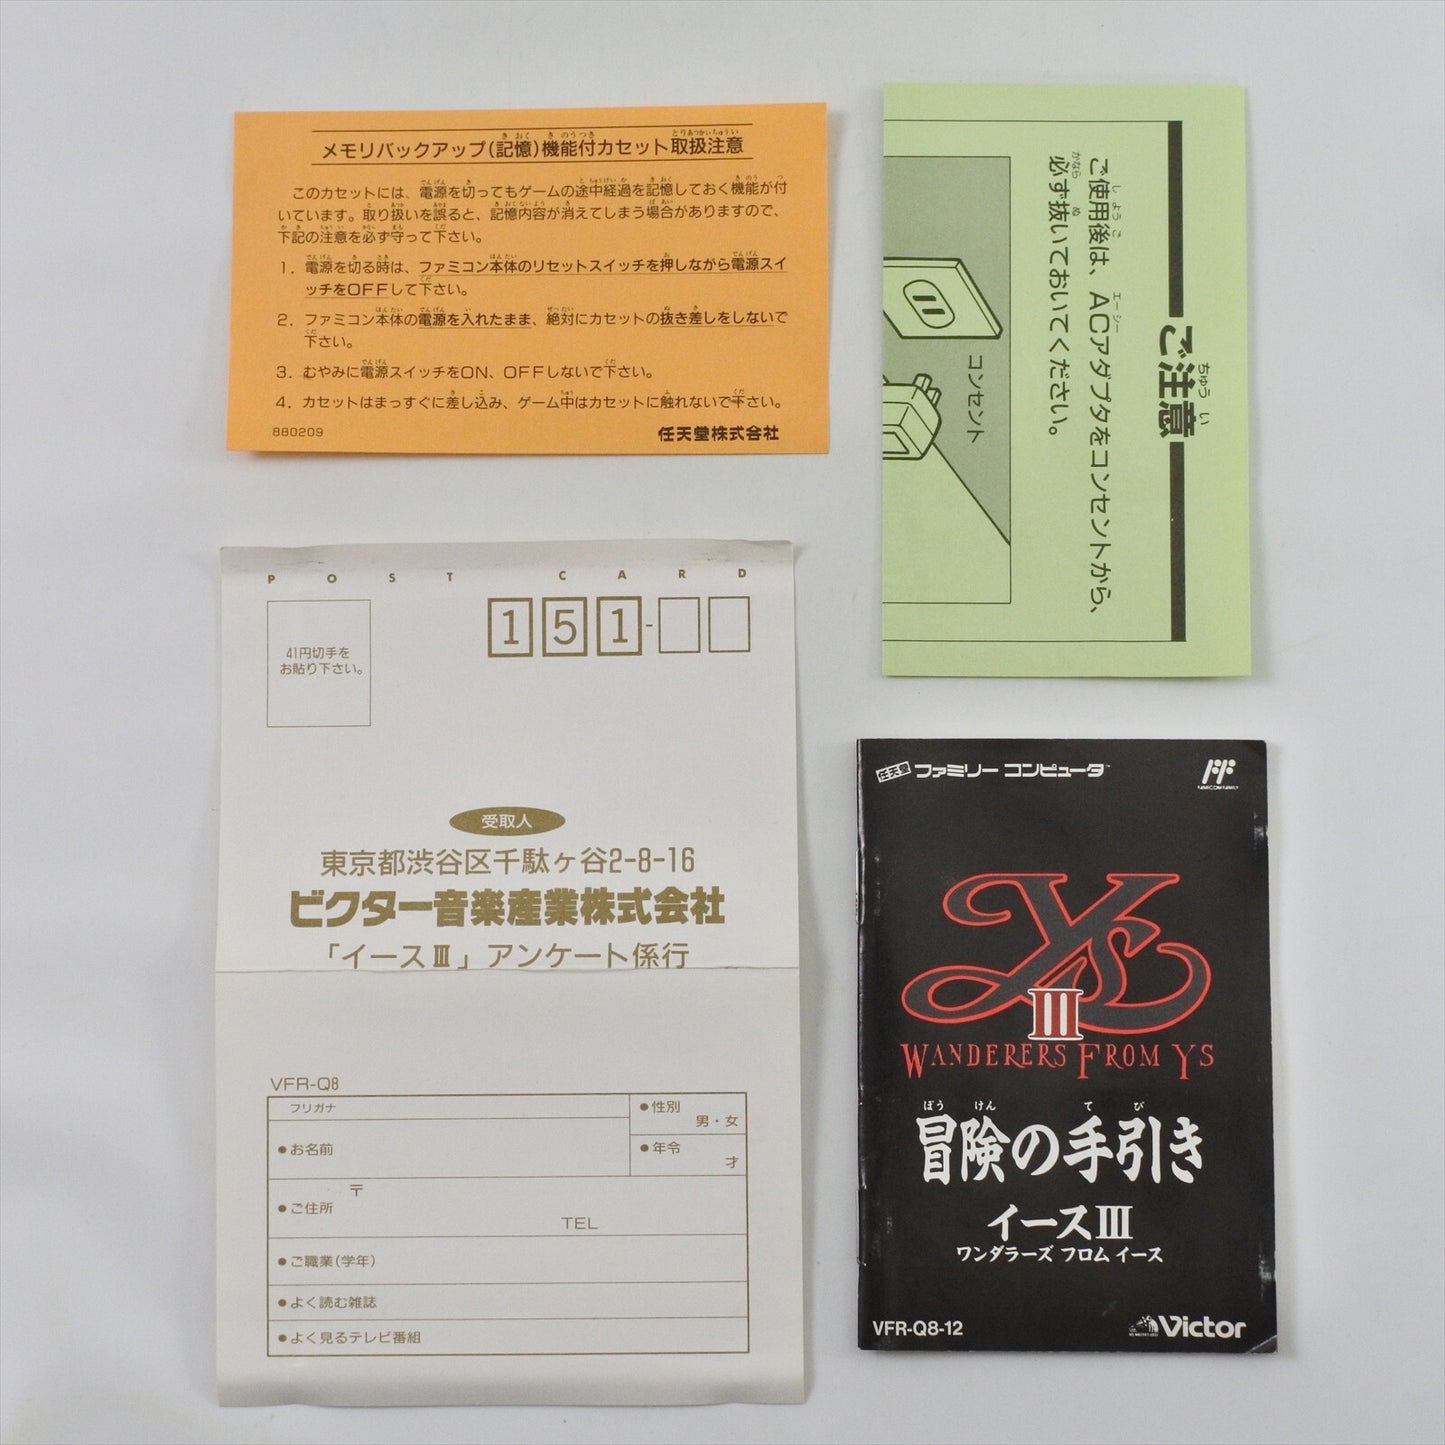 メモリバックアップ(記憶)機能付カセット取扱注意
このカセットには、電源を切ってもゲームの途中経過を記憶しておく機能が付
いています。取り扱いを誤ると、記憶内容が消えてしまう場合がありますので、
下記の注意を必ず守って下さい。
1. 電源を切る時は、ファミコン本体のリセットスイッチを押しながら電源スイ
ッチをOFFして下さい。
2. ファミコン本体の電源を入れたまま、絶対にカセットの抜き差しをしないで
下さい。
3. むやみに電源スイッチをON、OFFしないで下さい。
4. カセットはまっすぐに差し込み、ゲーム中はカセットに触れないで下さい。
880209
任天堂株式会社
ご注意
ご使用後は、ACアダプタをコンセントから、
必ず抜いておいてください。
コンセント
POST CARD
151-
41円切手を
お貼り下さい。
受取人
東京都渋谷区千駄ヶ谷2-8-16
ビクター音楽産業株式会社
「イースⅢ」アンケート係行
VFR-Q8
フリガナ
●お名前
●性別
男・女
●年令
才
●ご住所
〒
TEL
●ご職業(学年)
●よく読む雑誌
●よく見るテレビ番組
任天堂 ファミリー コンピュータ™
FAMICOM FAMILY
Ys
III
WANDERERS FROM YS
冒険の手引き
イースⅢ
ワンダラーズ フロム イース
VFR-Q8-12
Victor